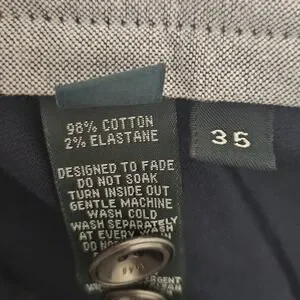 98% COTTON
2% ELASTANE
35
DESIGNED TO FADE
DO NOT SOAK
TURN INSIDE OUT
GENTLE MACHINE
WASH COLD
WASH SEPARATELY
AT EVERY
DO